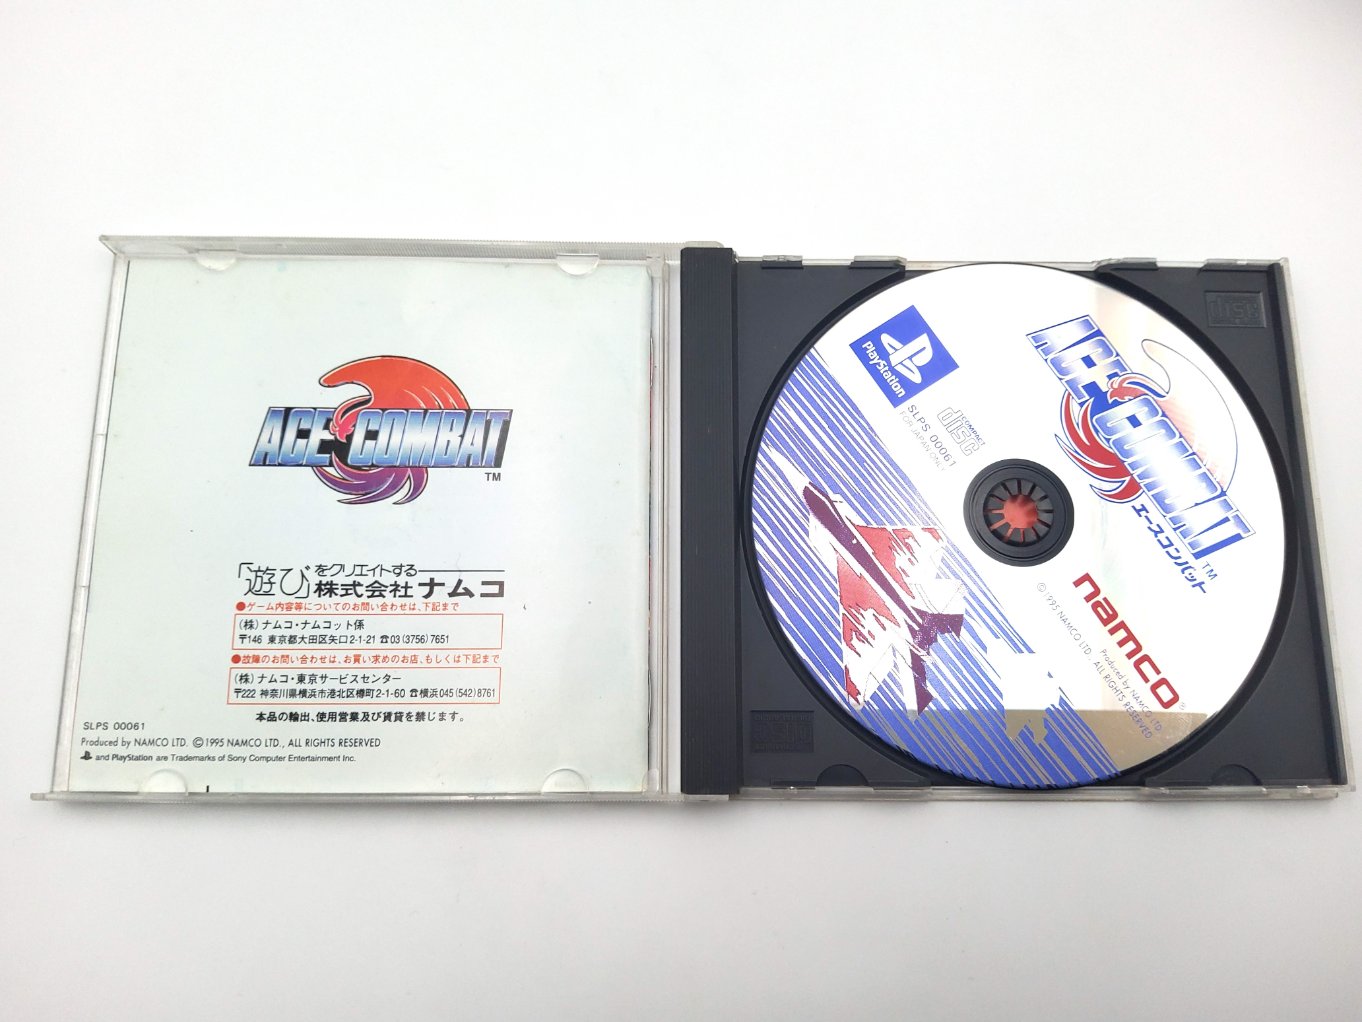 ACE COMBAT
TM
「遊び」をクリエイトする
株式会社ナムコ
●ゲーム内容等についてのお問い合わせは、下記まで
(株) ナムコ・ナムコット係
〒146 東京都大田区矢口2-1-21 ☎03(3756)7651
●故障のお問い合わせは、お買い求めのお店、もしくは下記まで
(株) ナムコ・東京サービスセンター
〒222 神奈川県横浜市港北区樽町2-1-60 ☎横浜045(542)8761
本品の輸出、使用営業及び賃貸を禁じます。
SLPS 00061
Produced by NAMCO LTD. ©1995 NAMCO LTD., ALL RIGHTS RESERVED
and PlayStation are Trademarks of Sony Computer Entertainment Inc.
PlayStation
COMPACT
disc
SLPS 00061
FOR JAPAN ONLY
ACE COMBAT
TM
エースコンバット
namco®
Produced by NAMCO LTD.
©1995 NAMCO LTD., ALL RIGHTS RESERVED
disc